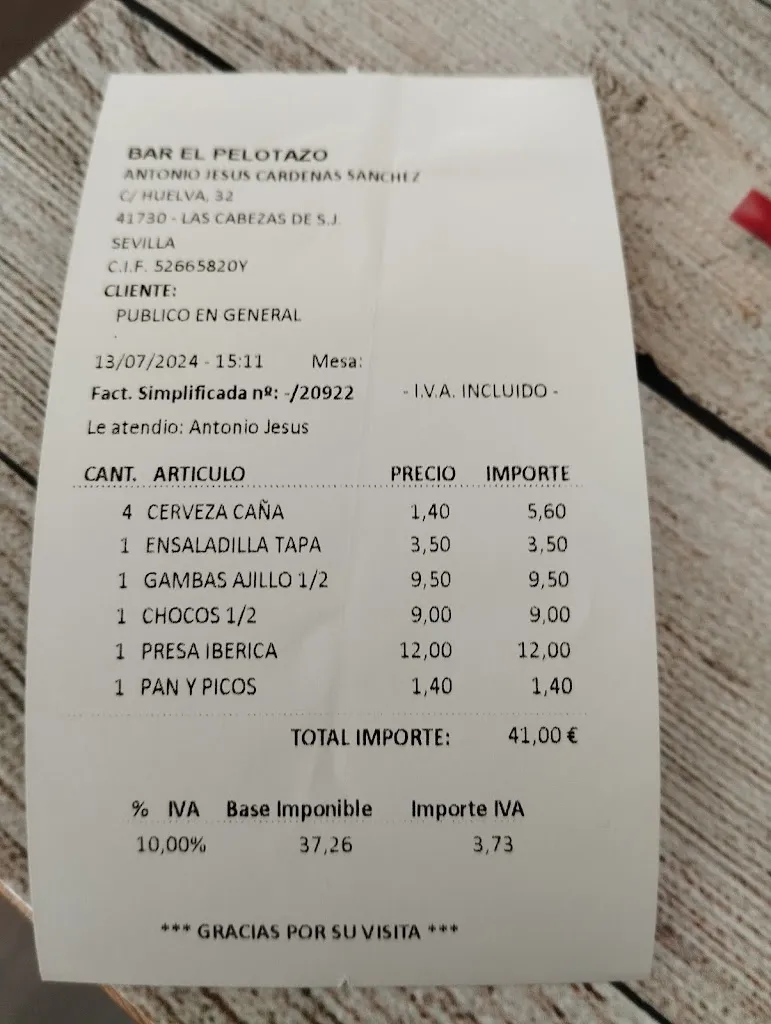 BAR EL PELOTAZO
ANTONIO JESUS CARDENAS SANCHEZ
C/ HUELVA, 32
41730 - LAS CABEZAS DE S.J.
SEVILLA
C.I.F. 52665820Y
CLIENTE:
PUBLICO EN GENERAL
.
13/07/2024 - 15:11 Mesa:
Fact. Simplificada nº: -/20922 - I.V.A. INCLUIDO -
Le atendio: Antonio Jesus
CANT. ARTICULO PRECIO IMPORTE
4 CERVEZA CAÑA 1,40 5,60
1 ENSALADILLA TAPA 3,50 3,50
1 GAMBAS AJILLO 1/2 9,50 9,50
1 CHOCOS 1/2 9,00 9,00
1 PRESA IBERICA 12,00 12,00
1 PAN Y PICOS 1,40 1,40
TOTAL IMPORTE: 41,00 €
% IVA Base Imponible Importe IVA
10,00% 37,26 3,73
*** GRACIAS POR SU VISITA ***